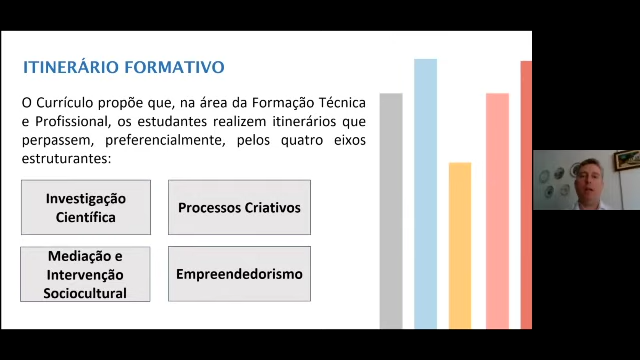 ITINERÁRIO FORMATIVO
O Currículo propõe que, na área da Formação Técnica
e Profissional, os estudantes realizem itinerários que
perpassem, preferencialmente, pelos quatro eixos
estruturantes:
Investigação
Científica
Processos Criativos
Mediação e
Intervenção
Sociocultural
Empreendedorismo